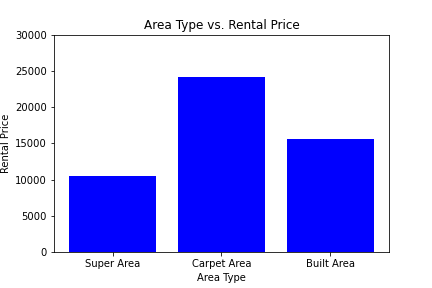 Area Type vs. Rental Price
30000
25000
20000
15000
10000
5000
0
Rental Price
Super Area
Carpet Area
Built Area
Area Type